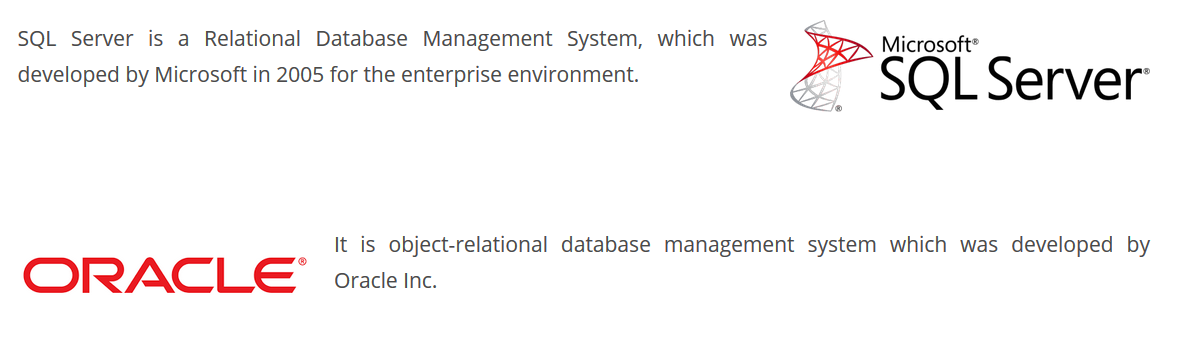 SQL Server is a Relational Database Management System, which was
developed by Microsoft in 2005 for the enterprise environment.
Microsoft®
SQL Server®
®
ORACLE®
It is object-relational database management system which was developed by
Oracle Inc.